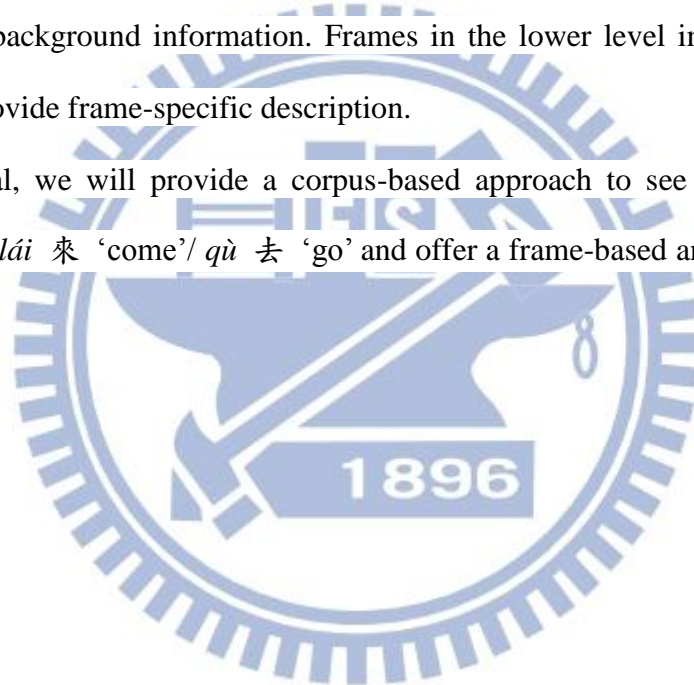 background information. Frames in the lower level in
ovide frame-specific description.
al, we will provide a corpus-based approach to see
lái 來 ‘come’/ qù 去 ‘go’ and offer a frame-based
ES
1896